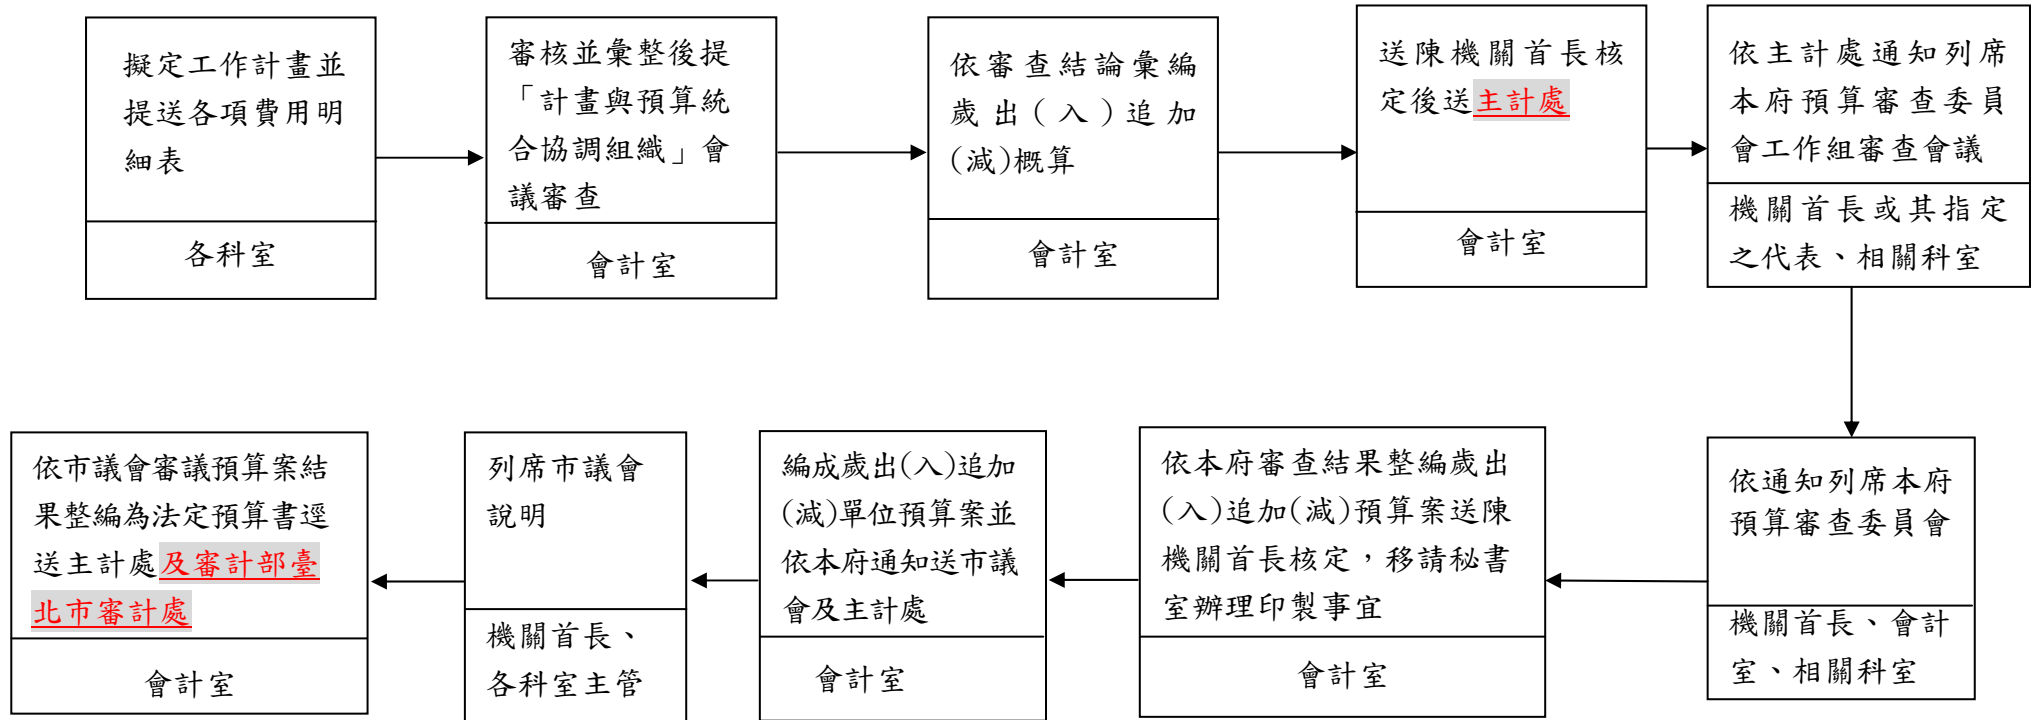 擬定工作計畫並
提送各項費用明
細表
各科室
審核並彙整後提
「計畫與預算統
合協調組織」會
議審查
會計室
依審查結論彙編
歲出(入)追加
(減)概算
會計室
送陳機關首長核
定後送主計處
會計室
依主計處通知列席
本府預算審查委員
會工作組審查會議
機關首長或其指定
之代表、相關科室
依通知列席本府
預算審查委員會
機關首長、會計
室、相關科室
依本府審查結果整編歲出
(入)追加(減)預算案送陳
機關首長核定，移請秘書
室辦理印製事宜
會計室
編成歲出(入)追加
(減)單位預算案並
依本府通知送市議
會及主計處
會計室
列席市議會
說明
機關首長、
各科室主管
依市議會審議預算案結
果整編為法定預算書逕
送主計處及審計部臺
北市審計處
會計室